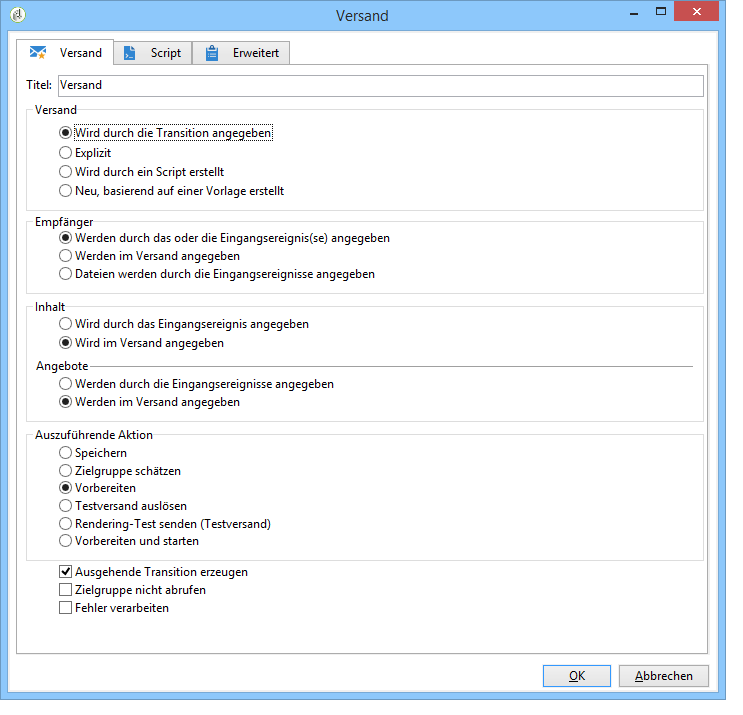 Versand
Versand Script Erweitert
Titel: Versand
Versand
Wird durch die Transition angegeben
Explizit
Wird durch ein Script erstellt
Neu, basierend auf einer Vorlage erstellt
Empfänger
Werden durch das oder die Eingangsereignis(se) angegeben
Werden im Versand angegeben
Dateien werden durch die Eingangsereignisse angegeben
Inhalt
Wird durch das Eingangsereignis angegeben
Wird im Versand angegeben
Angebote
Werden durch die Eingangsereignisse angegeben
Werden im Versand angegeben
Auszuführende Aktion
Speichern
Zielgruppe schätzen
Vorbereiten
Testversand auslösen
Rendering-Test senden (Testversand)
Vorbereiten und starten
Ausgehende Transition erzeugen
Zielgruppe nicht abrufen
Fehler verarbeiten
OK Abbrechen